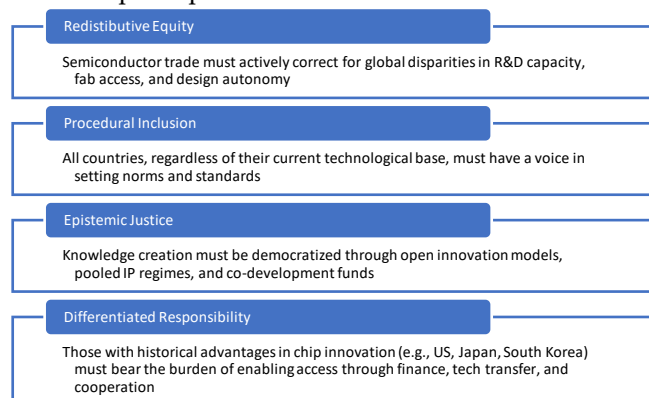 Redistibutive Equity
Semiconductor trade must actively correct for global disparities in R&D capacity,
fab access, and design autonomy
Procedural Inclusion
All countries, regardless of their current technological base, must have a voice in
setting norms and standards
Epistemic Justice
Knowledge creation must be democratized through open innovation models,
pooled IP regimes, and co-development funds
Differentiated Responsibility
Those with historical advantages in chip innovation (e.g., US, Japan, South Korea)
must bear the burden of enabling access through finance, tech transfer, and
cooperation